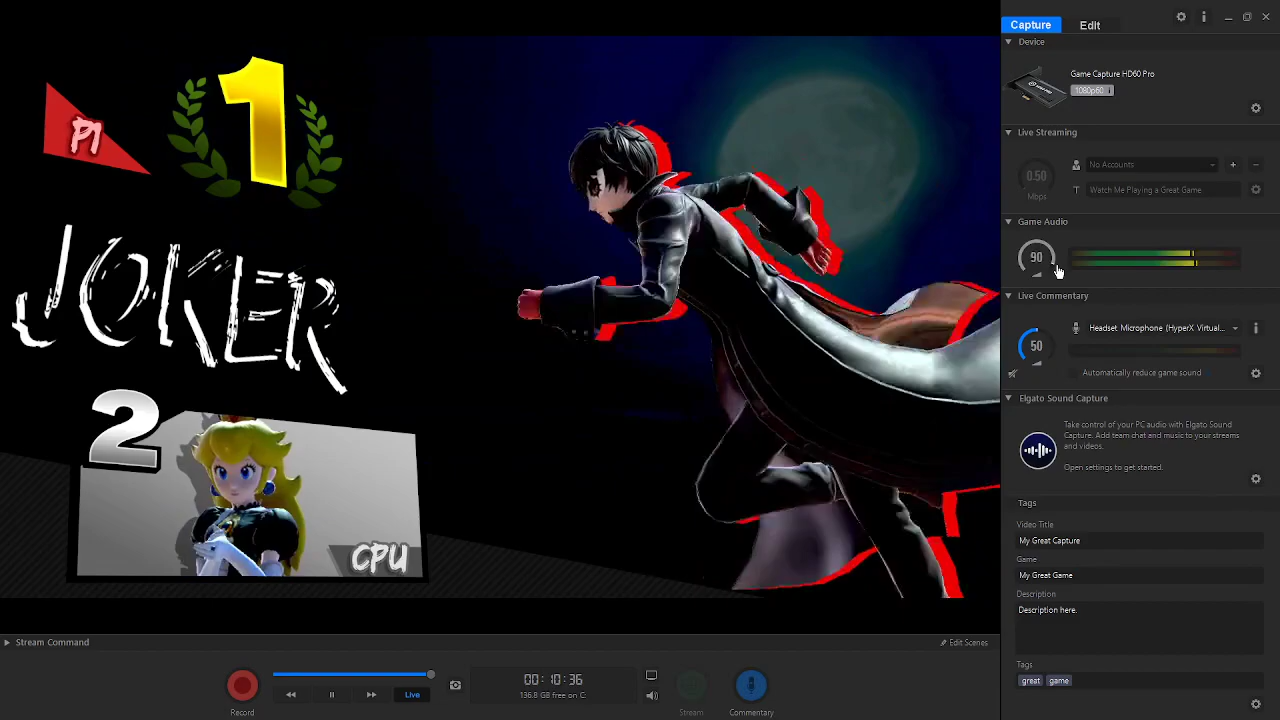 Capture
Edit
Device
Game Capture HD60 Pro
1080p60
Live Streaming
0.50
Mbps
No Accounts
Watch Me Playing a Great Game
Game Audio
90
Live Commentary
50
Headset Microphone (HyperX Virtual...
Automatically reduce game sound
Elgato Sound Capture
Take control of your PC audio with Elgato Sound
Capture. Add team chat and music to your streams
and videos.
Open settings to get started.
Tags
Video Title
My Great Capture
Game
My Great Game
Description
Description here.
Tags
great game
P1
1
JOKER
2
CPU
Stream Command
Edit Scenes
Record
Live
00:10:36
136.8 GB free on C:
Stream
Commentary